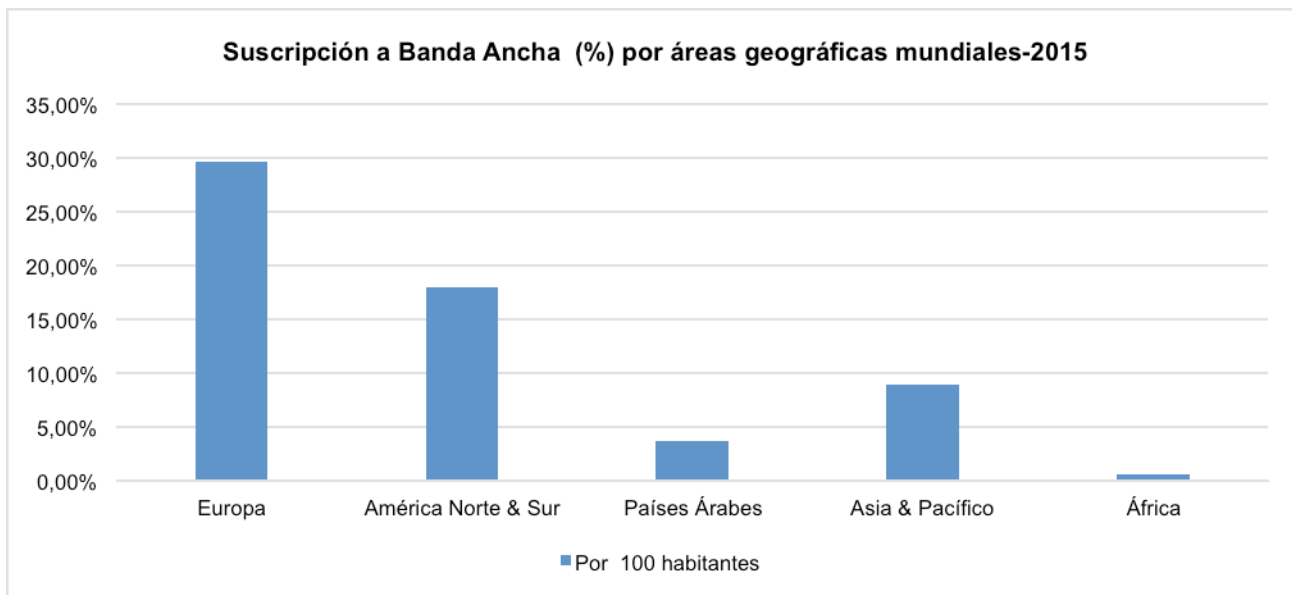 Suscripción a Banda Ancha  (%) por áreas geográficas mundiales-2015
35,00%
30,00%
25,00%
20,00%
15,00%
10,00%
5,00%
0,00%
Europa América Norte & Sur Países Árabes Asia & Pacífico África
Por  100 habitantes